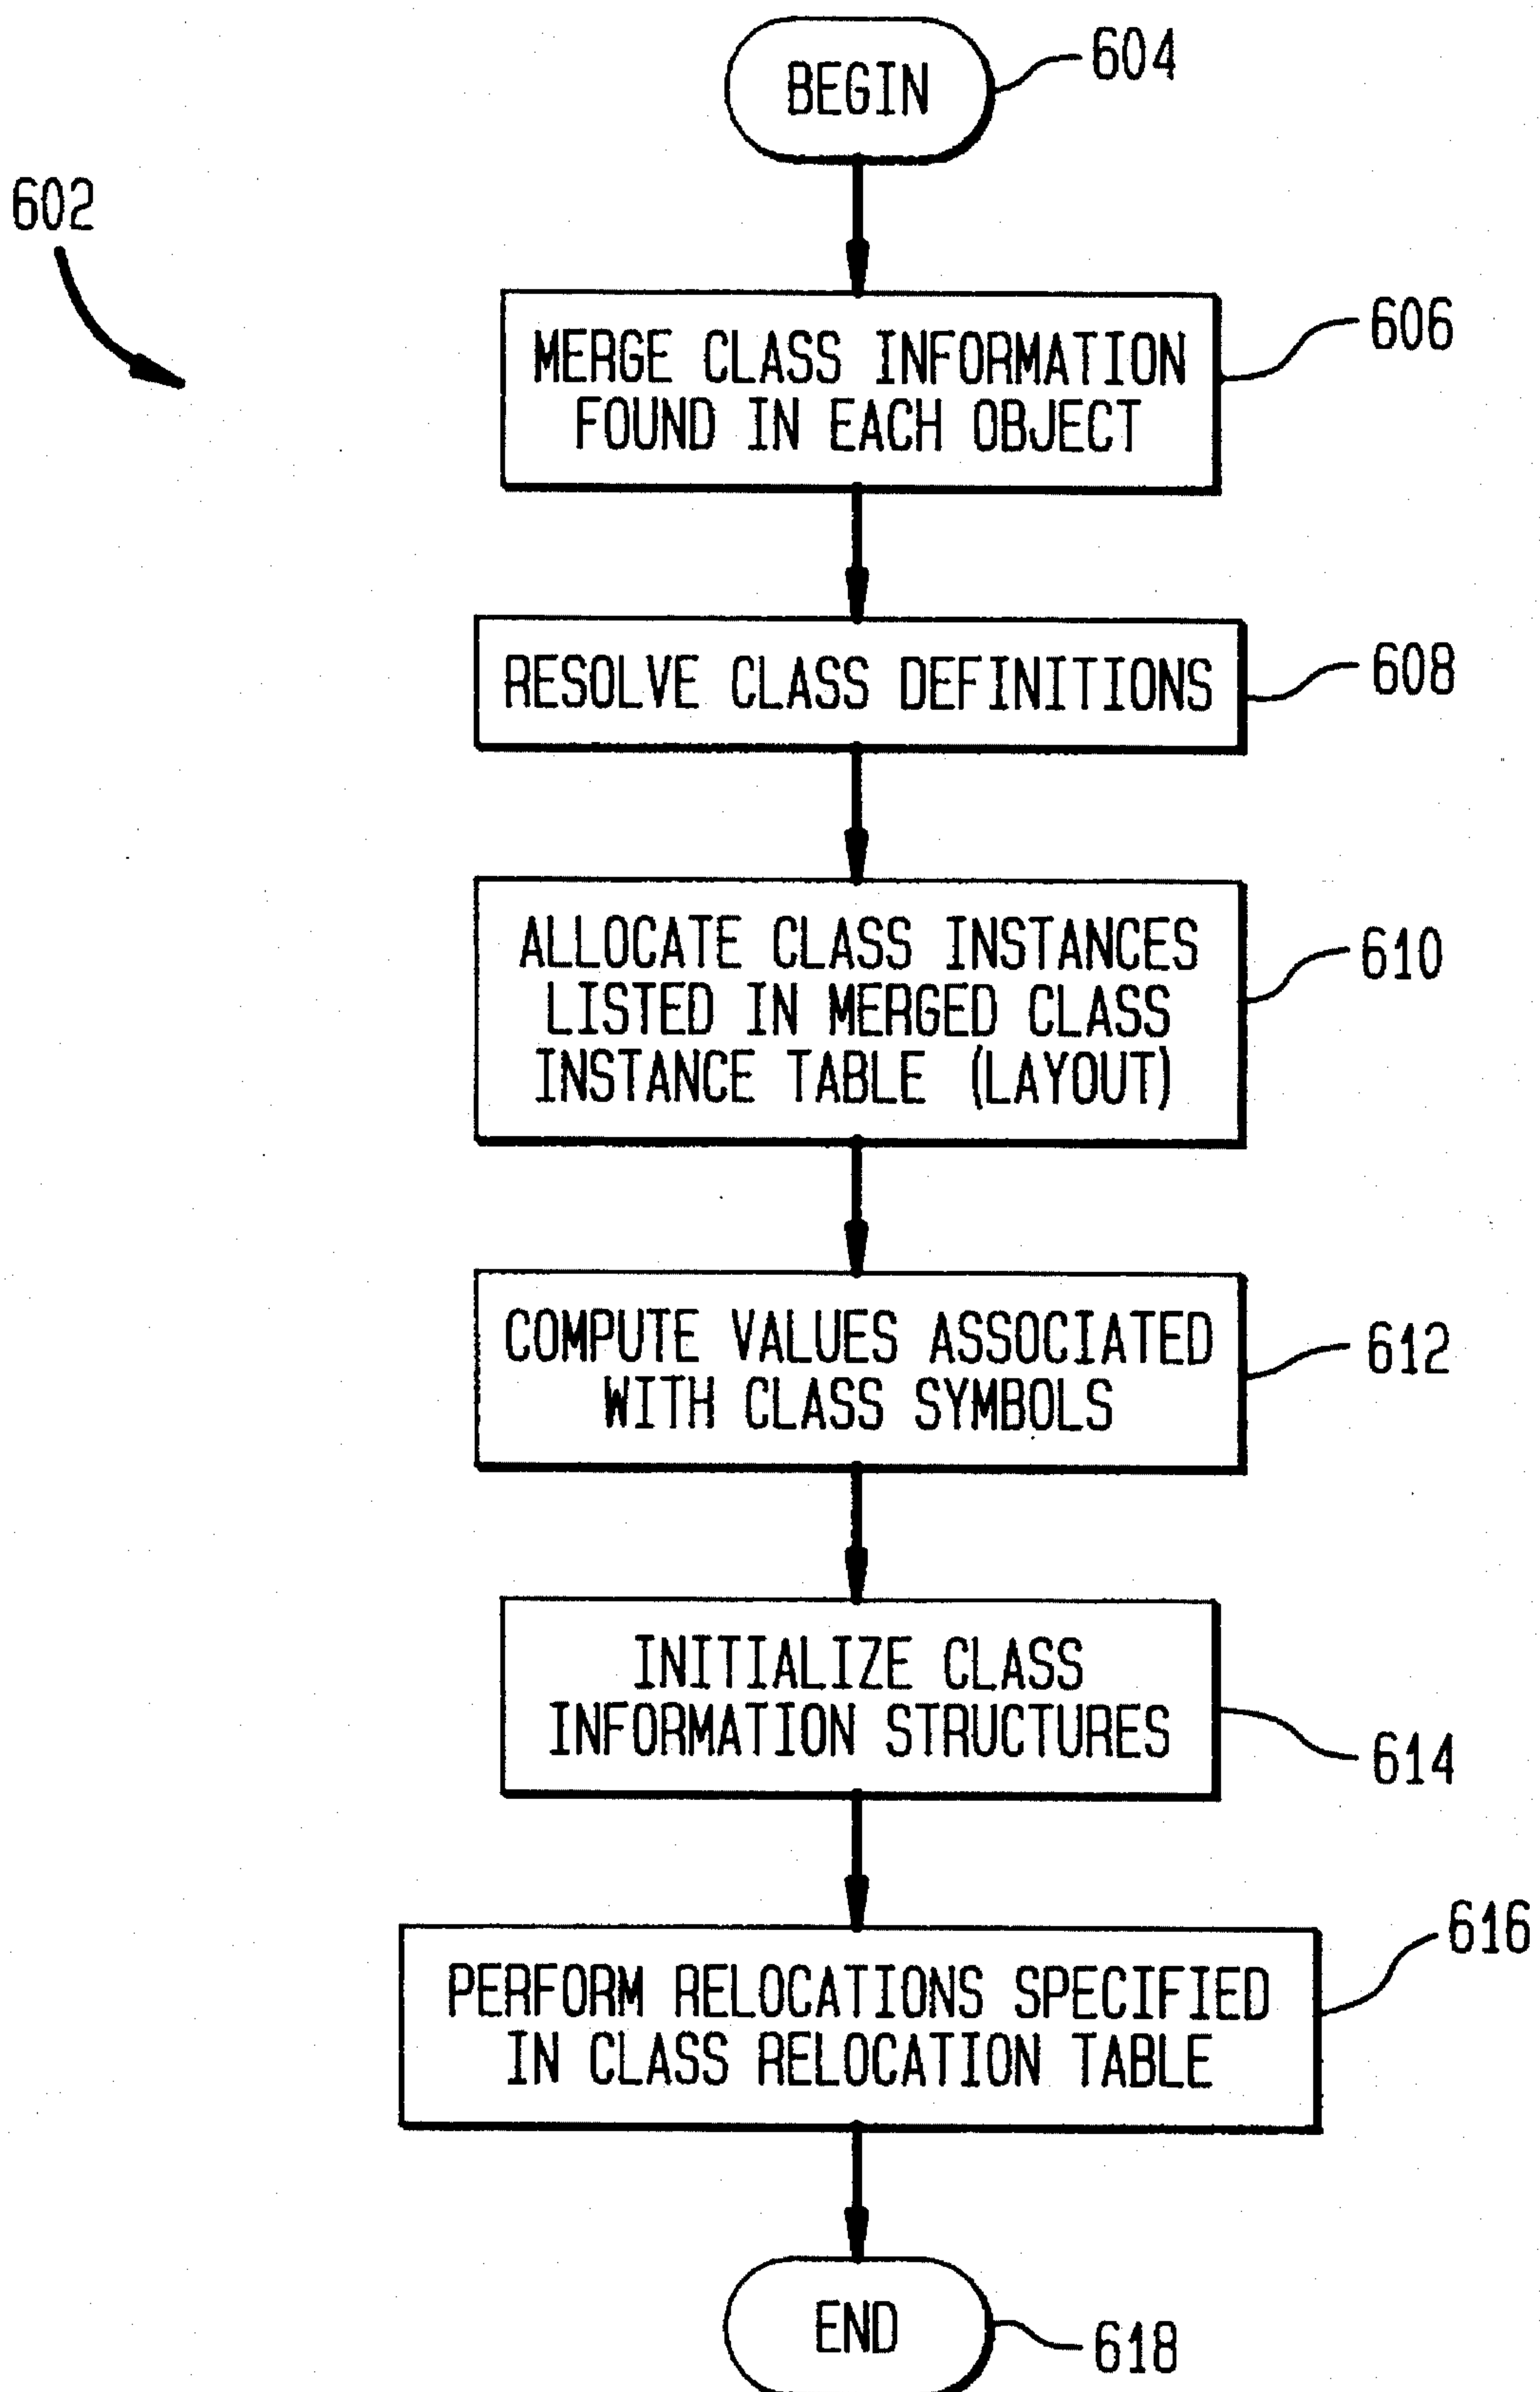 BEGIN
604
602
MERGE CLASS INFORMATION
FOUND IN EACH OBJECT
606
RESOLVE CLASS DEFINITIONS
608
ALLOCATE CLASS INSTANCES
LISTED IN MERGED CLASS
INSTANCE TABLE (LAYOUT)
610
COMPUTE VALUES ASSOCIATED
WITH CLASS SYMBOLS
612
INITIALIZE CLASS
INFORMATION STRUCTURES
614
PERFORM RELOCATIONS SPECIFIED
IN CLASS RELOCATION TABLE
616
END
618